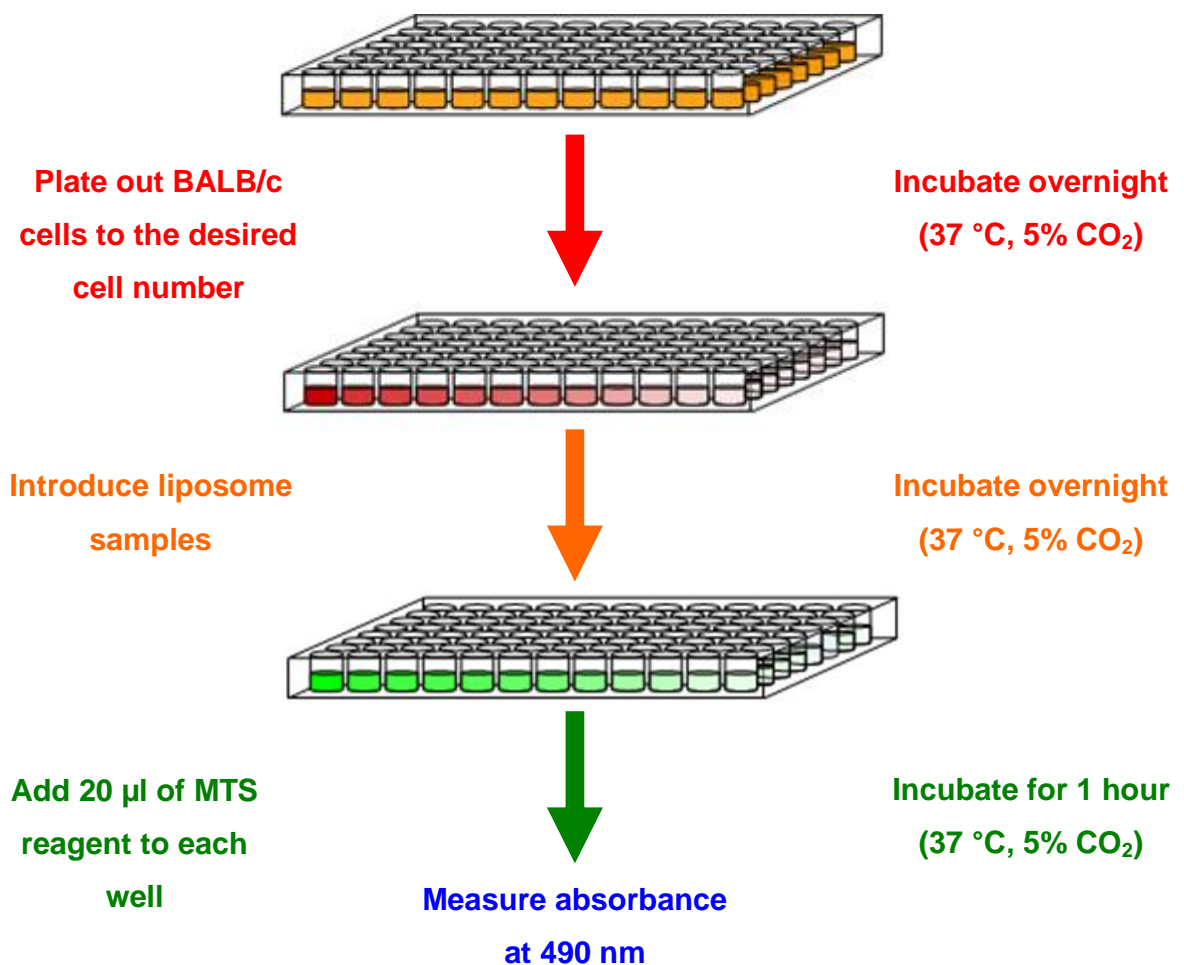 Plate out BALB/c
cells to the desired
cell number
Incubate overnight
(37 °C, 5% CO₂)
Introduce liposome
samples
Incubate overnight
(37 °C, 5% CO₂)
Add 20 µl of MTS
reagent to each
well
Incubate for 1 hour
(37 °C, 5% CO₂)
Measure absorbance
at 490 nm